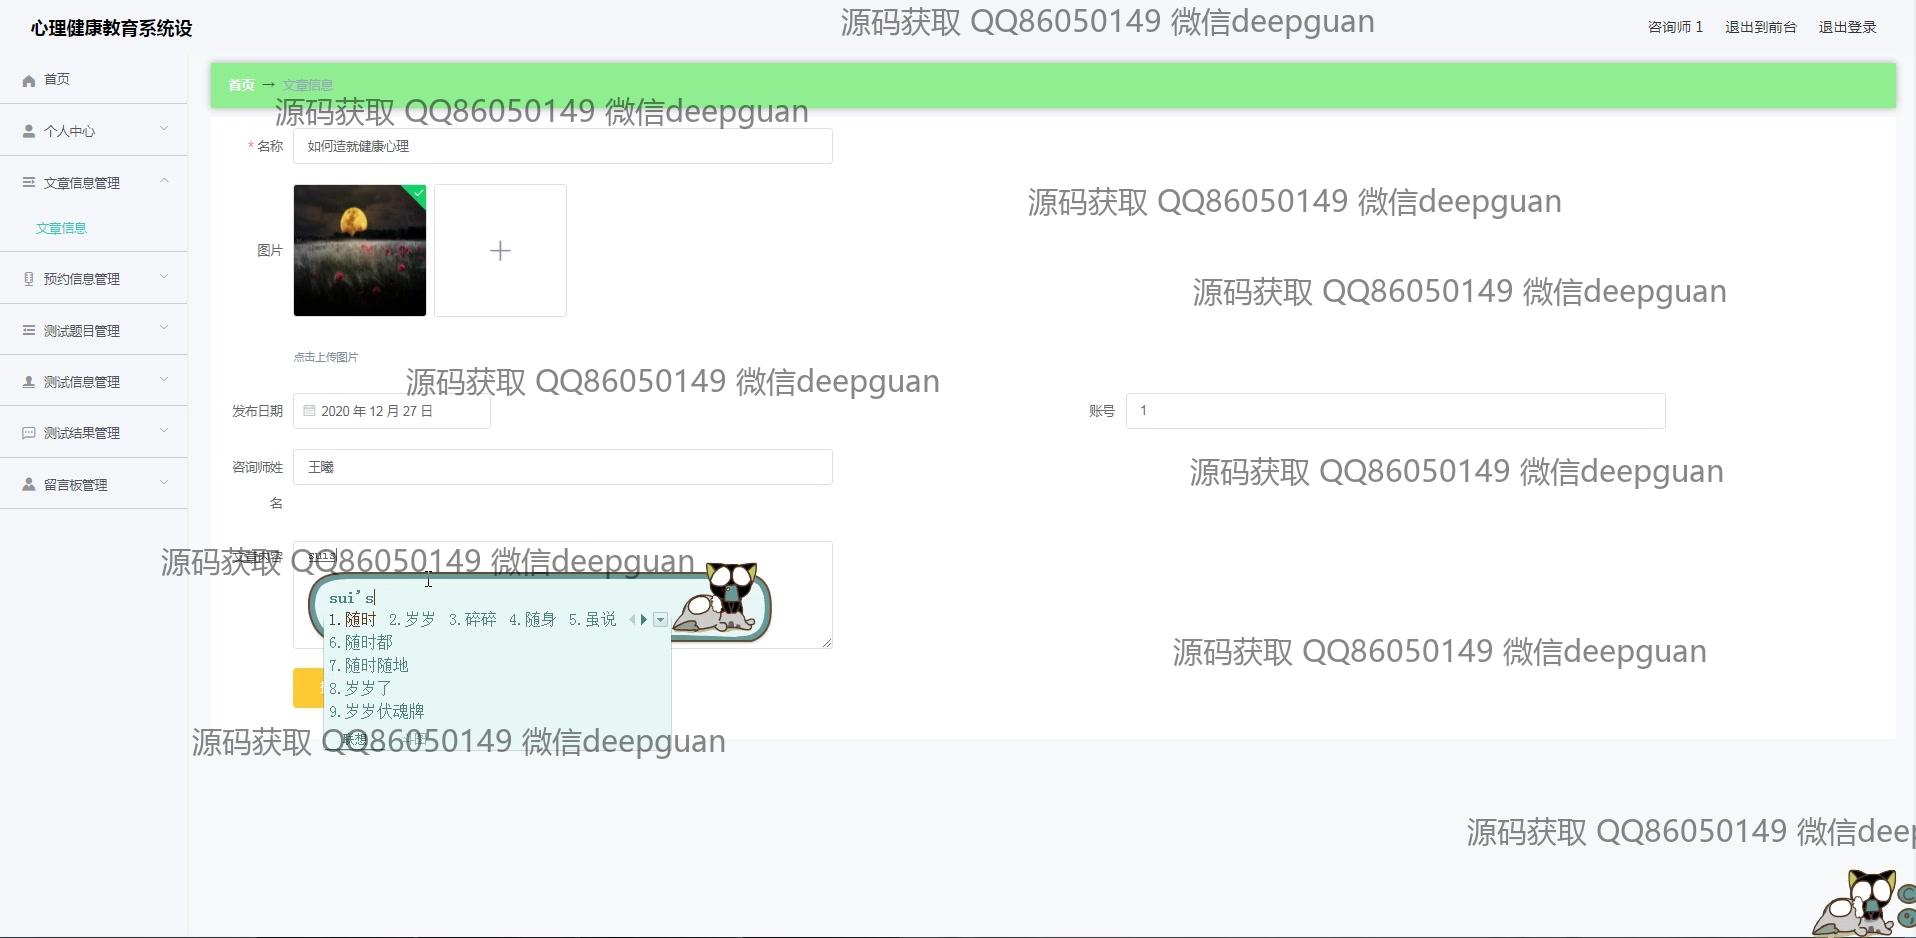 心理健康教育系统设
源码获取 QQ86050149 微信deepguan
咨询师 1 退出到前台 退出登录
首页
个人中心
文章信息管理
文章信息
预约信息管理
测试题目管理
测试信息管理
测试结果管理
留言板管理
首页 → 文章信息
源码获取 QQ86050149 微信deepguan
* 名称 如何造就健康心理
源码获取 QQ86050149 微信deepguan
图片
源码获取 QQ86050149 微信deepguan
点击上传图片
源码获取 QQ86050149 微信deepguan
发布日期 2020 年 12 月 27 日
账号 1
咨询师姓名 王曦
源码获取 QQ86050149 微信deepguan
文章内容 suis
源码获取 QQ86050149 微信deepguan
sui's
1.随时 2.岁岁 3.碎碎 4.随身 5.虽说
6.随时都
7.随时随地
8.岁岁了
9.岁岁伏魂牌
源码获取 QQ86050149 微信deepguan
联想 斗图
源码获取 QQ86050149 微信deepguan
源码获取 QQ86050149 微信deep